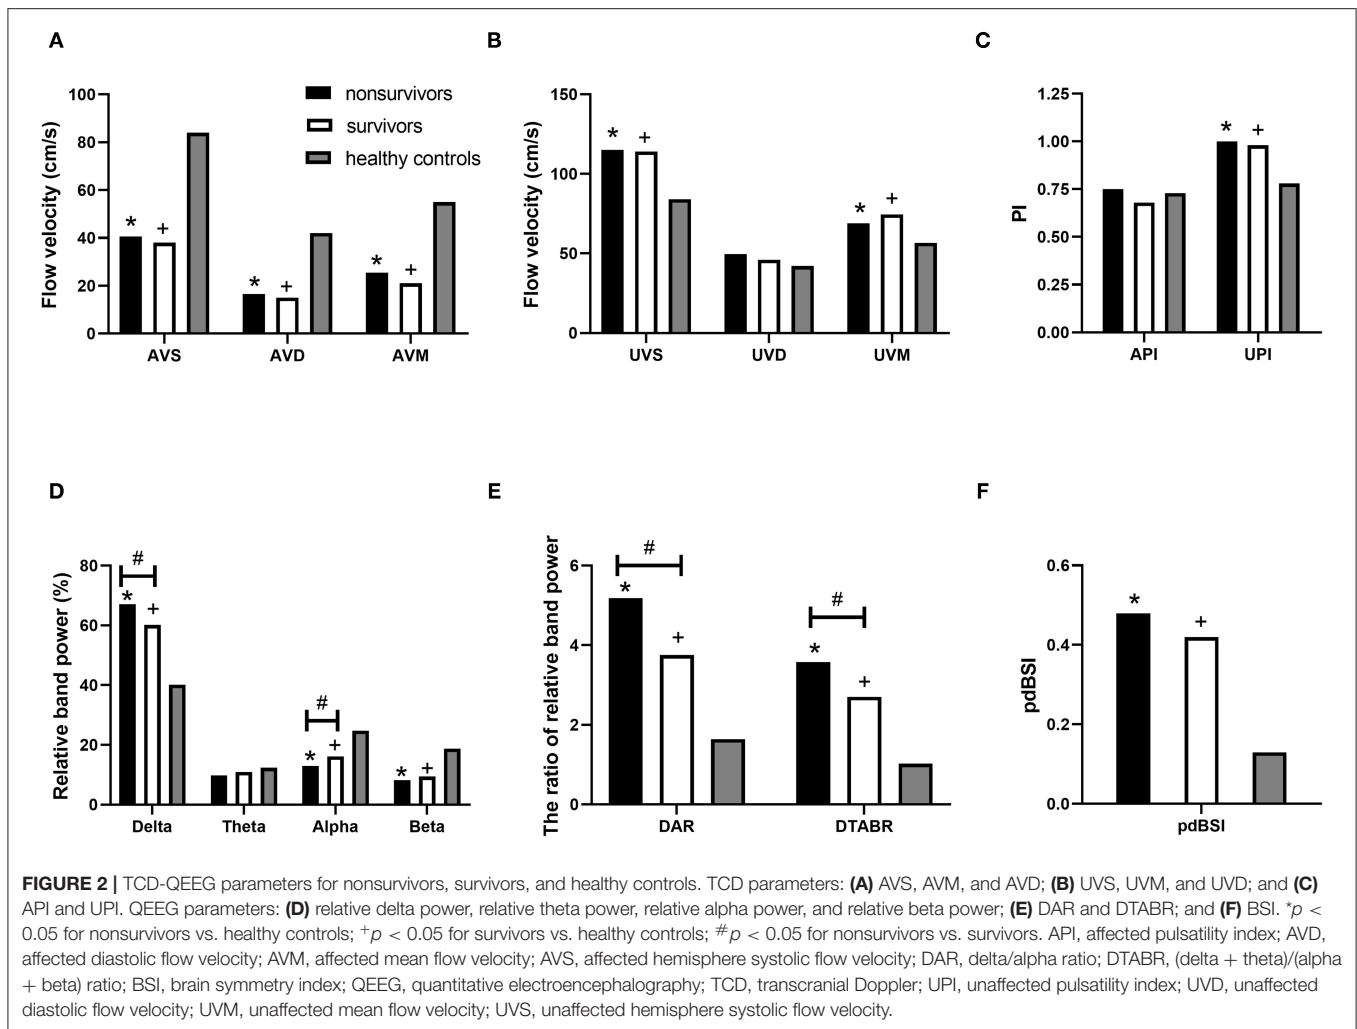 A
B
C
nonsurvivors
survivors
healthy controls
Flow velocity (cm/s)
100
80
60
40
20
0
* +
* +
* +
AVS AVD AVM
Flow velocity (cm/s)
150
100
50
0
* +
* +
UVS UVD UVM
PI
1.25
1.00
0.75
0.50
0.25
0.00
* +
API UPI
D
E
F
Relative band power (%)
80
60
40
20
0
#
* +
#
* +
* +
Delta Theta Alpha Beta
The ratio of relative band power
6
4
2
0
#
* +
#
* +
DAR DTABR
pdBSI
0.6
0.4
0.2
0.0
* +
pdBSI
FIGURE 2 | TCD-QEEG parameters for nonsurvivors, survivors, and healthy controls. TCD parameters: (A) AVS, AVM, and AVD; (B) UVS, UVM, and UVD; and (C)
API and UPI. QEEG parameters: (D) relative delta power, relative theta power, relative alpha power, and relative beta power; (E) DAR and DTABR; and (F) BSI. *p <
0.05 for nonsurvivors vs. healthy controls; +p < 0.05 for survivors vs. healthy controls; #p < 0.05 for nonsurvivors vs. survivors. API, affected pulsatility index; AVD,
affected diastolic flow velocity; AVM, affected mean flow velocity; AVS, affected hemisphere systolic flow velocity; DAR, delta/alpha ratio; DTABR, (delta + theta)/(alpha
+ beta) ratio; BSI, brain symmetry index; QEEG, quantitative electroencephalography; TCD, transcranial Doppler; UPI, unaffected pulsatility index; UVD, unaffected
diastolic flow velocity; UVM, unaffected mean flow velocity; UVS, unaffected hemisphere systolic flow velocity.